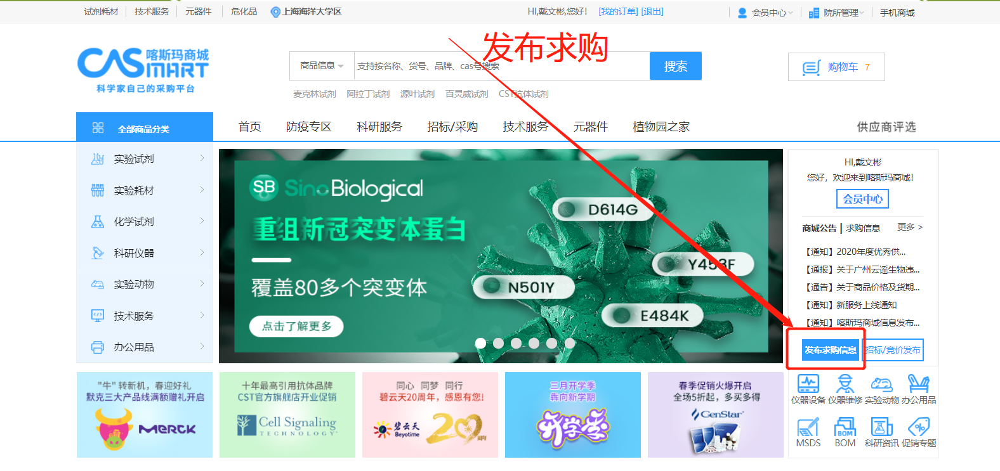 试剂耗材 技术服务 元器件 危化品 上海海洋大学区 HI,戴文彬,您好! [我的订单] [退出] 会员中心 院所管理 手机商城
发布求购
CASMART 喀斯玛商城
科学家自己的采购平台
商品信息 支持按名称、货号、品牌、cas号搜索 搜索 购物车 7
麦克林试剂 阿拉丁试剂 源叶试剂 百灵威试剂 CST抗体试剂
全部商品分类 首页 防疫专区 科研服务 招标/采购 技术服务 元器件 植物园之家 供应商评选
实验试剂
实验耗材
化学试剂
科研仪器
实验动物
技术服务
办公用品
SB SinoBiological
重组新冠突变体蛋白
覆盖80多个突变体
点击了解更多
D614G
Y453F
N501Y
E484K
HI,戴文彬
您好，欢迎来到喀斯玛商城!
会员中心
商城公告 | 求购信息 更多 >
【通知】2020年度优秀供...
【通报】关于广州云谣生物违...
【通告】关于商品价格及货期...
【通知】新服务上线通知
【通知】喀斯玛商城信息发布...
发布求购信息 招标/竞价发布
"牛" 转新机，春迎好礼
默克三大产品线满额赠礼开启
MERCK
十年最高引用抗体品牌
CST官方旗舰店开业促销
Cell Signaling
TECHNOLOGY
同心 同梦 同行
碧云天20周年，感恩有您!
碧云天
Beyotime
20周年
三月开学季
犇向新学期
开学季
春季促销火爆开启
全场5折起，多买多得
GenStar
仪器设备 仪器维修 实验动物 办公用品
BOM
MSDS BOM 科研资讯 促销专题